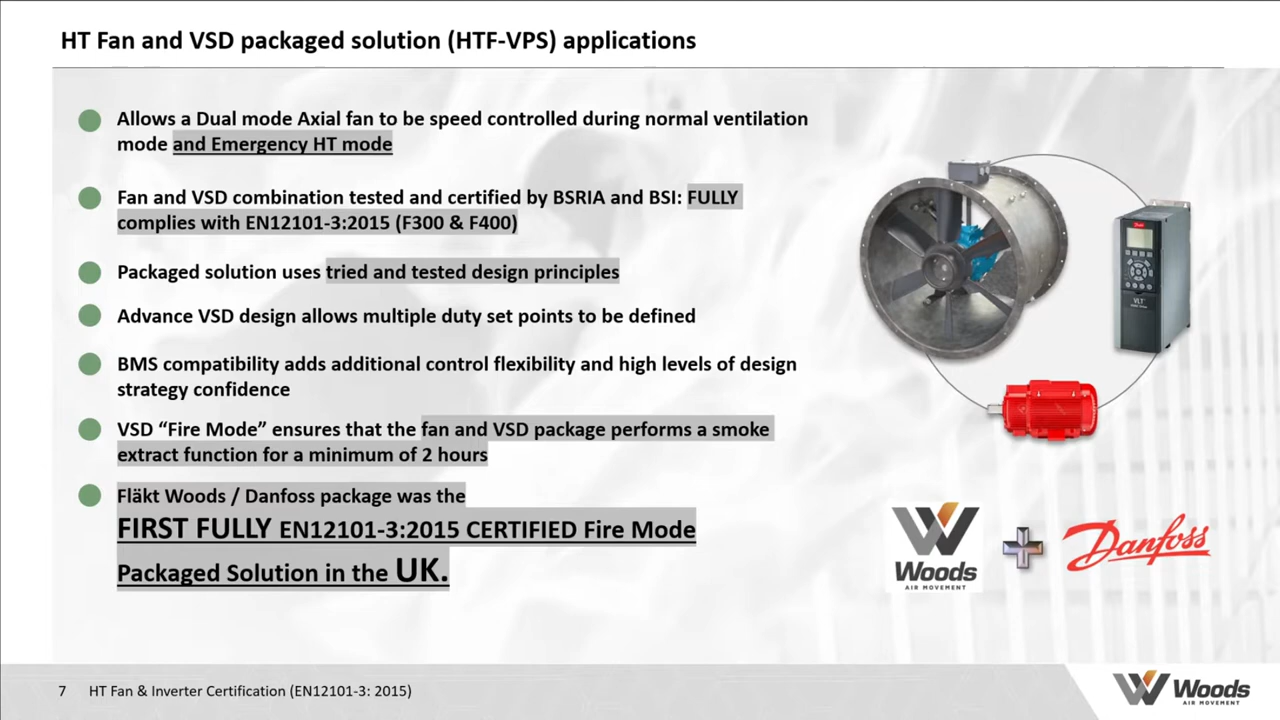 HT Fan and VSD packaged solution (HTF-VPS) applications
Allows a Dual mode Axial fan to be speed controlled during normal ventilation
mode and Emergency HT mode
Fan and VSD combination tested and certified by BSRIA and BSI: FULLY
complies with EN12101-3:2015 (F300 & F400)
Packaged solution uses tried and tested design principles
Advance VSD design allows multiple duty set points to be defined
BMS compatibility adds additional control flexibility and high levels of design
strategy confidence
VSD “Fire Mode” ensures that the fan and VSD package performs a smoke
extract function for a minimum of 2 hours
Fläkt Woods / Danfoss package was the
FIRST FULLY EN12101-3:2015 CERTIFIED Fire Mode
Packaged Solution in the UK.
VLT
Woods
AIR MOVEMENT
Danfoss
7 HT Fan & Inverter Certification (EN12101-3: 2015)
Woods
AIR MOVEMENT